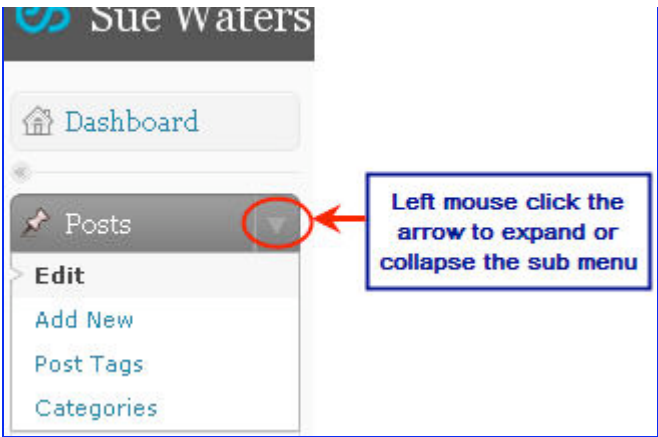 Sue Waters
Dashboard
Posts
Left mouse click the
arrow to expand or
collapse the sub menu
Edit
Add New
Post Tags
Categories